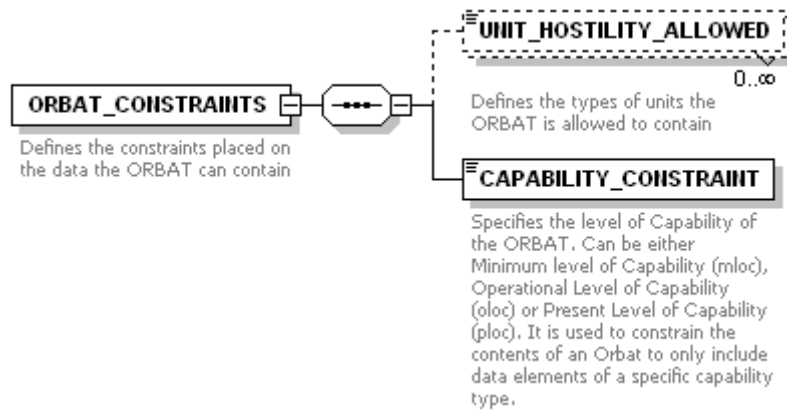 UNIT_HOSTILITY_ALLOWED
0..∞
Defines the types of units the
ORBAT is allowed to contain
ORBAT_CONSTRAINTS
Defines the constraints placed on
the data the ORBAT can contain
CAPABILITY_CONSTRAINT
Specifies the level of Capability of
the ORBAT. Can be either
Minimum level of Capability (mloc),
Operational Level of Capability
(oloc) or Present Level of Capability
(ploc). It is used to constrain the
contents of an Orbat to only include
data elements of a specific capability
type.